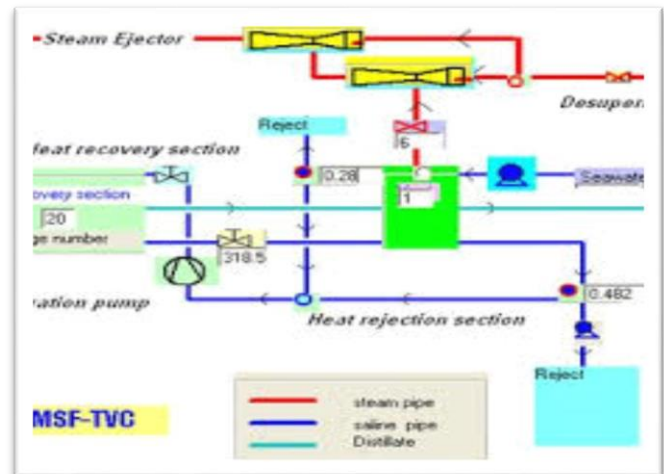 Steam Ejector
Desuper
Reject
6
Heat recovery section
0.28
Seawate
overy section
1
20
ge number
318.5
0.482
ation pump
Heat rejection section
Reject
steam pipe
saline pipe
Distillate
MSF-TVC